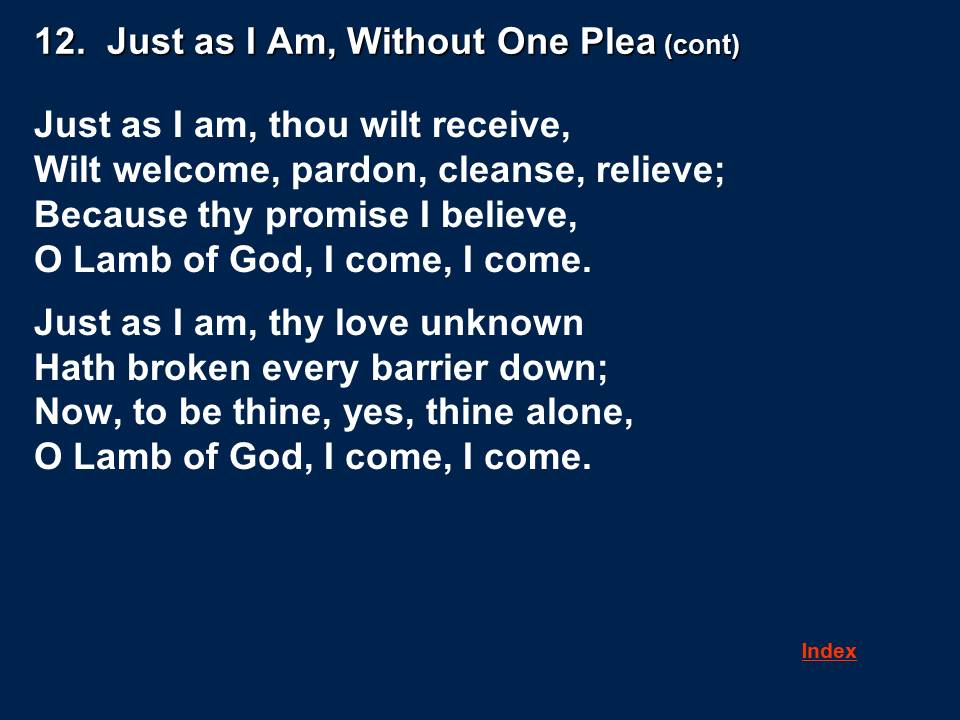 12. Just as I Am, Without One Plea (cont)
Just as I am, thou wilt receive,
Wilt welcome, pardon, cleanse, relieve;
Because thy promise I believe,
O Lamb of God, I come, I come.
Just as I am, thy love unknown
Hath broken every barrier down;
Now, to be thine, yes, thine alone,
O Lamb of God, I come, I come.
Index